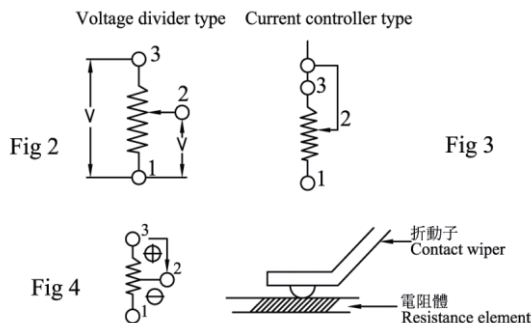 Voltage divider type
Current controller type
3
2
V
V
1
Fig 2
3
2
1
Fig 3
3
⊕
2
⊖
1
Fig 4
折動子
Contact wiper
電阻體
Resistance element